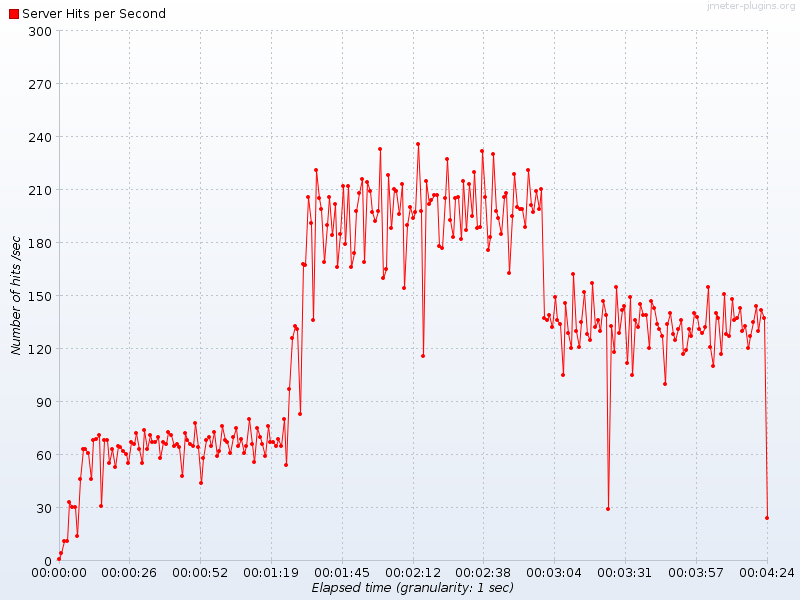 jmeter-plugins.org
Server Hits per Second
300
270
240
210
180
150
120
90
60
30
0
Number of hits /sec
00:00:00 00:00:26 00:00:52 00:01:19 00:01:45 00:02:12 00:02:38 00:03:04 00:03:31 00:03:57 00:04:24
Elapsed time (granularity: 1 sec)